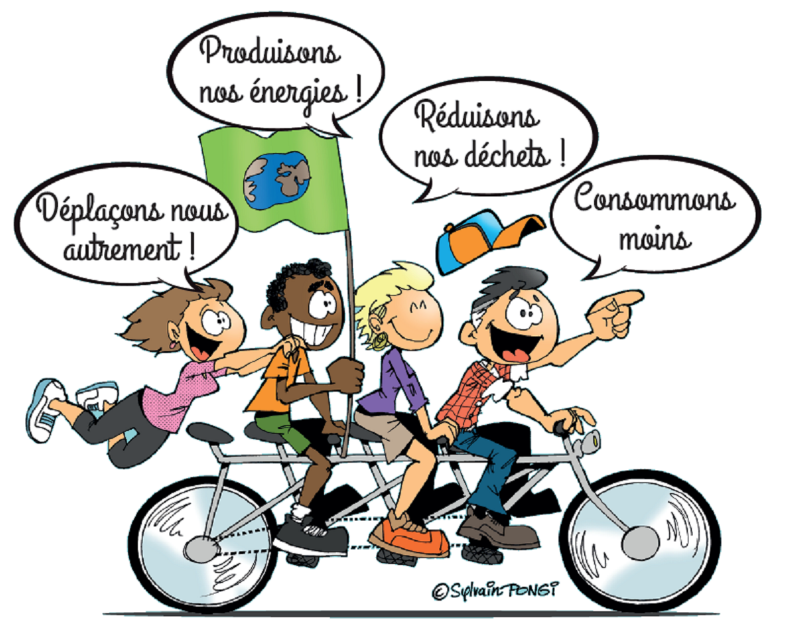 Produisons
nos énergies !
Réduisons
nos déchets !
Déplaçons nous
autrement !
Consommons
moins
©Sylvain PONGI